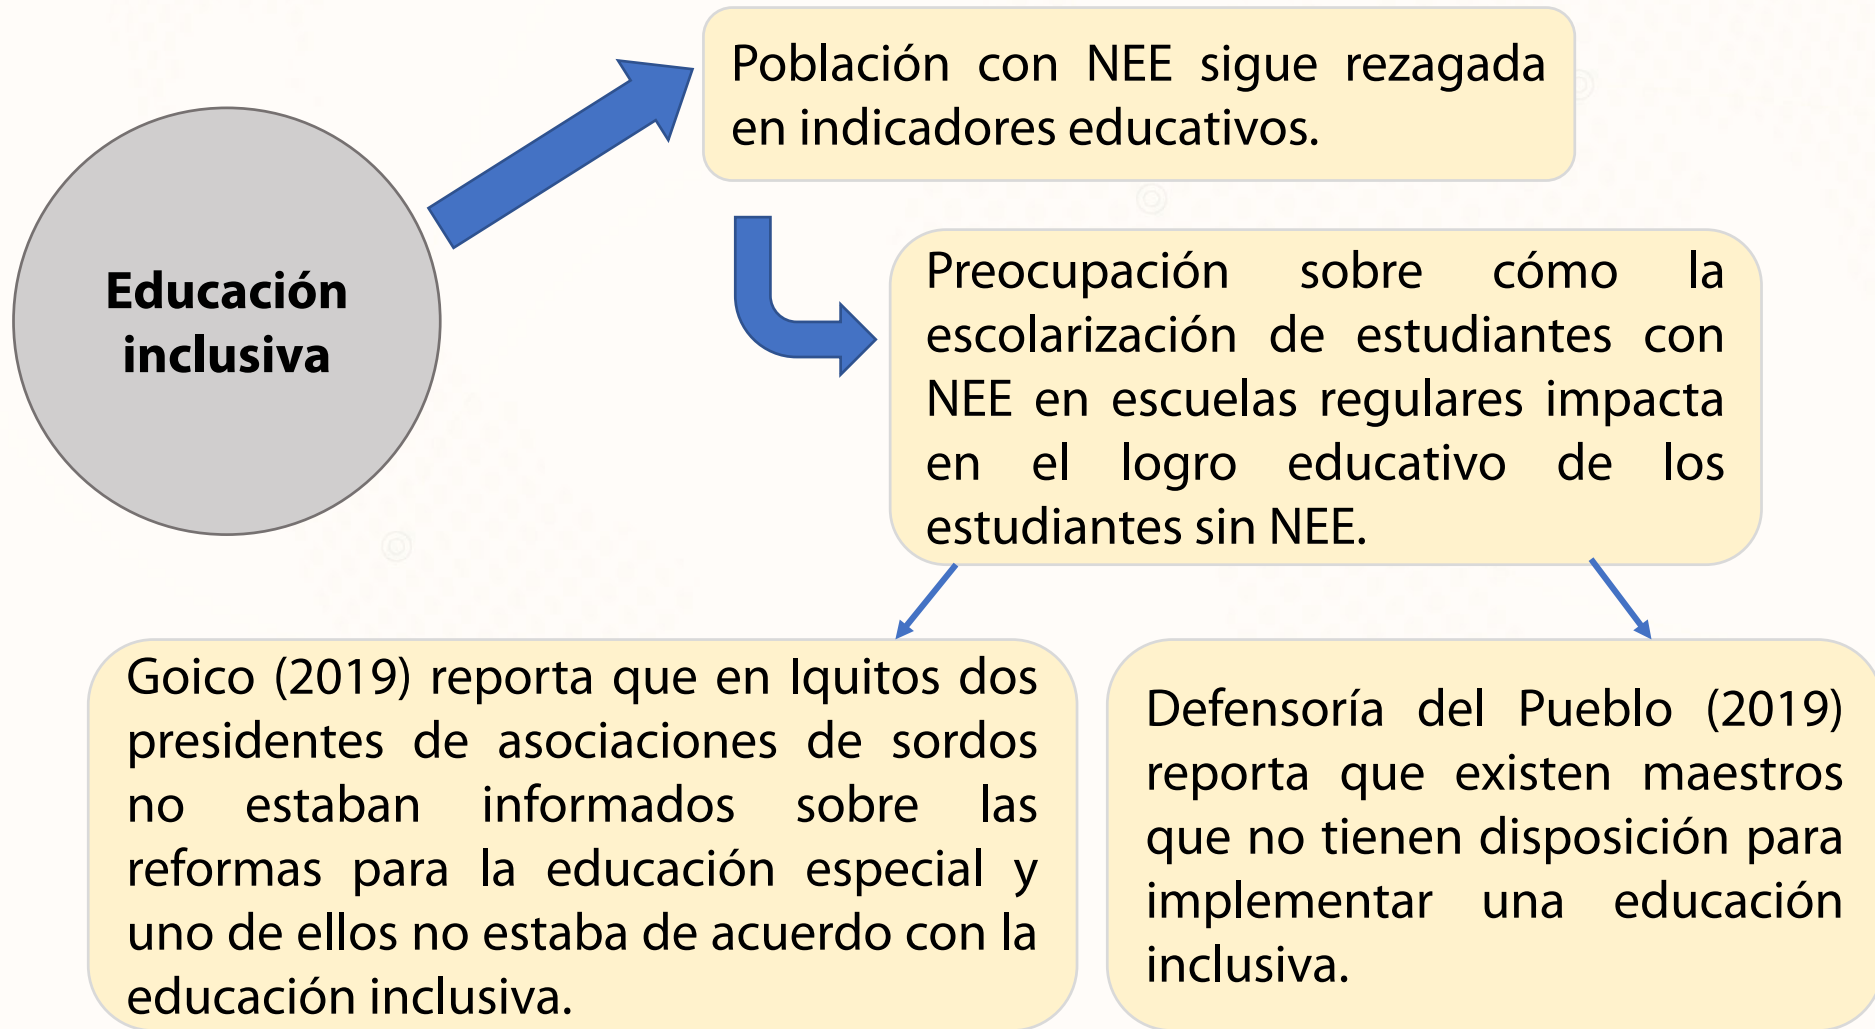 Educación
inclusiva
Población con NEE sigue rezagada
en indicadores educativos.
Preocupación sobre cómo la
escolarización de estudiantes con
NEE en escuelas regulares impacta
en el logro educativo de los
estudiantes sin NEE.
Goico (2019) reporta que en Iquitos dos
presidentes de asociaciones de sordos
no estaban informados sobre las
reformas para la educación especial y
uno de ellos no estaba de acuerdo con la
educación inclusiva.
Defensoría del Pueblo (2019)
reporta que existen maestros
que no tienen disposición para
implementar una educación
inclusiva.